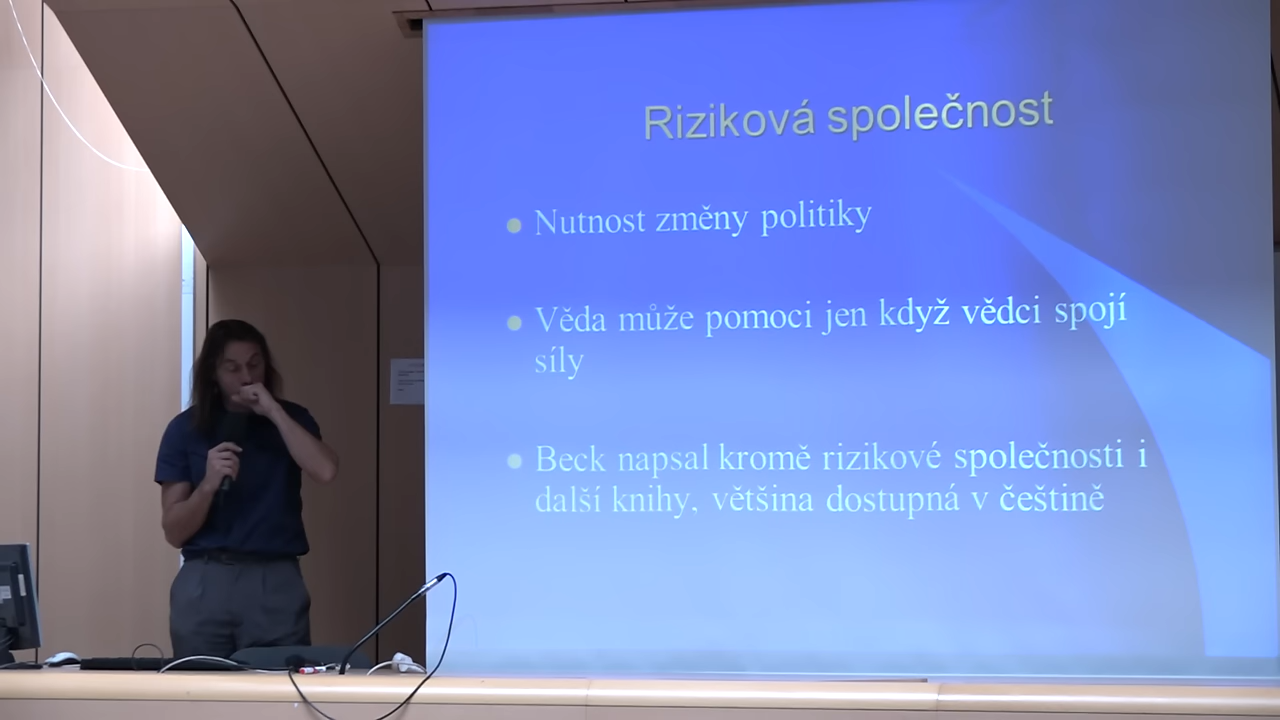 Riziková společnost
Nutnost změny politiky
Věda může pomoci jen když vědci spojí
síly
Beck napsal kromě rizikové společnosti i
další knihy, většina dostupná v češtině